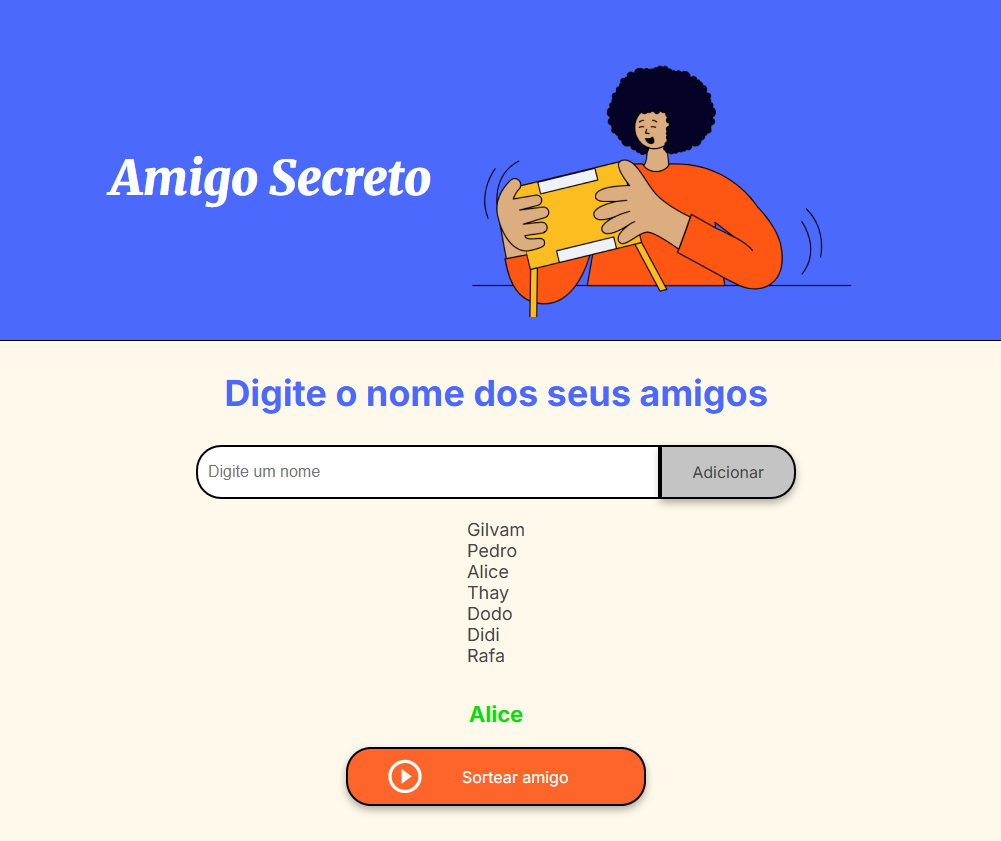 Amigo Secreto
Digite o nome dos seus amigos
Digite um nome
Adicionar
Gilvam
Pedro
Alice
Thay
Dodo
Didi
Rafa
Alice
Sortear amigo